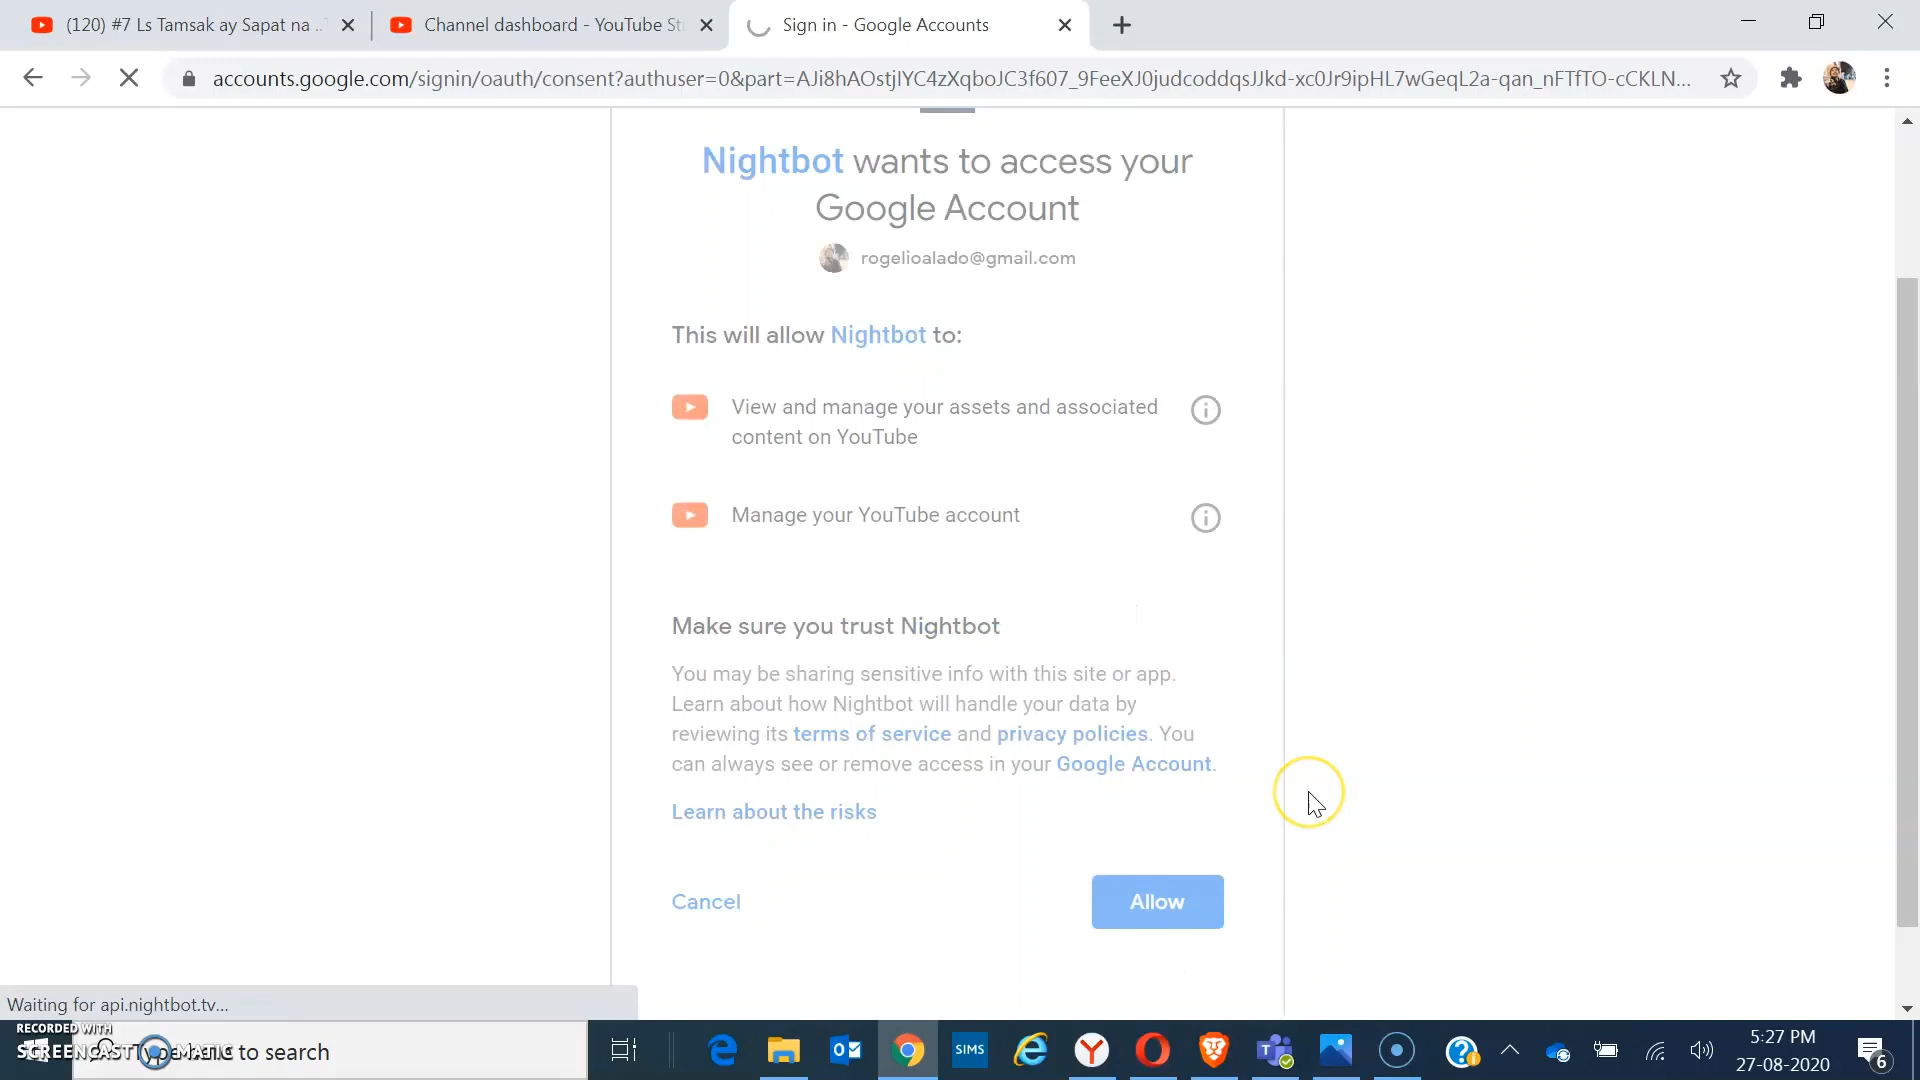 (120) #7 Ls Tamsak ay Sapat na ..
Channel dashboard - YouTube St
Sign in - Google Accounts
accounts.google.com/signin/oauth/consent?authuser=0&part=AJi8hAOstjIYC4zXqboJC3f607_9FeeXJ0judcoddqsJJkd-xc0Jr9ipHL7wGeqL2a-qan_nFTfTO-cCKLN...
Nightbot wants to access your
Google Account
rogelioalado@gmail.com
This will allow Nightbot to:
View and manage your assets and associated
content on YouTube
Manage your YouTube account
Make sure you trust Nightbot
You may be sharing sensitive info with this site or app.
Learn about how Nightbot will handle your data by
reviewing its terms of service and privacy policies. You
can always see or remove access in your Google Account.
Learn about the risks
Cancel
Allow
Waiting for api.nightbot.tv...
RECORDED WITH
SCREENCAST MATIC
to search
SIMS
5:27 PM
27-08-2020
6